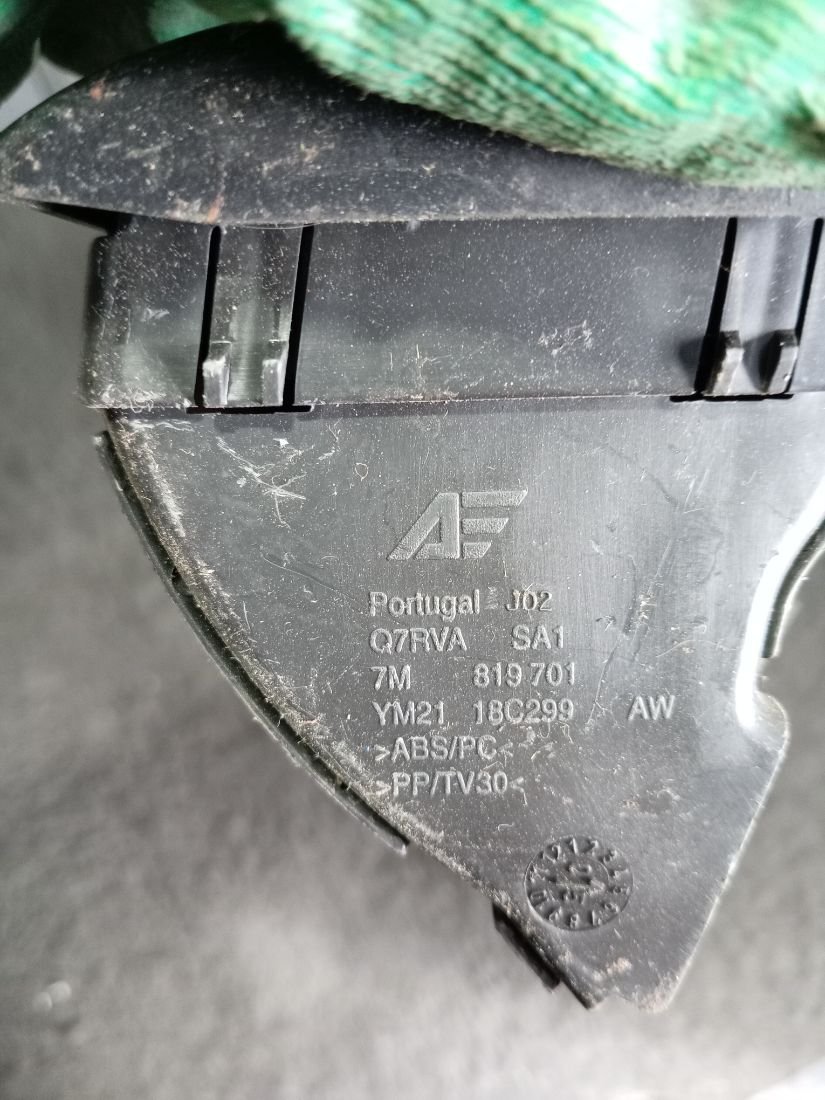 AF
Portugal J02
Q7RVA SA1
7M 819 701
YM21 18C299 AW
>ABS/PC<
>PP/TV30<